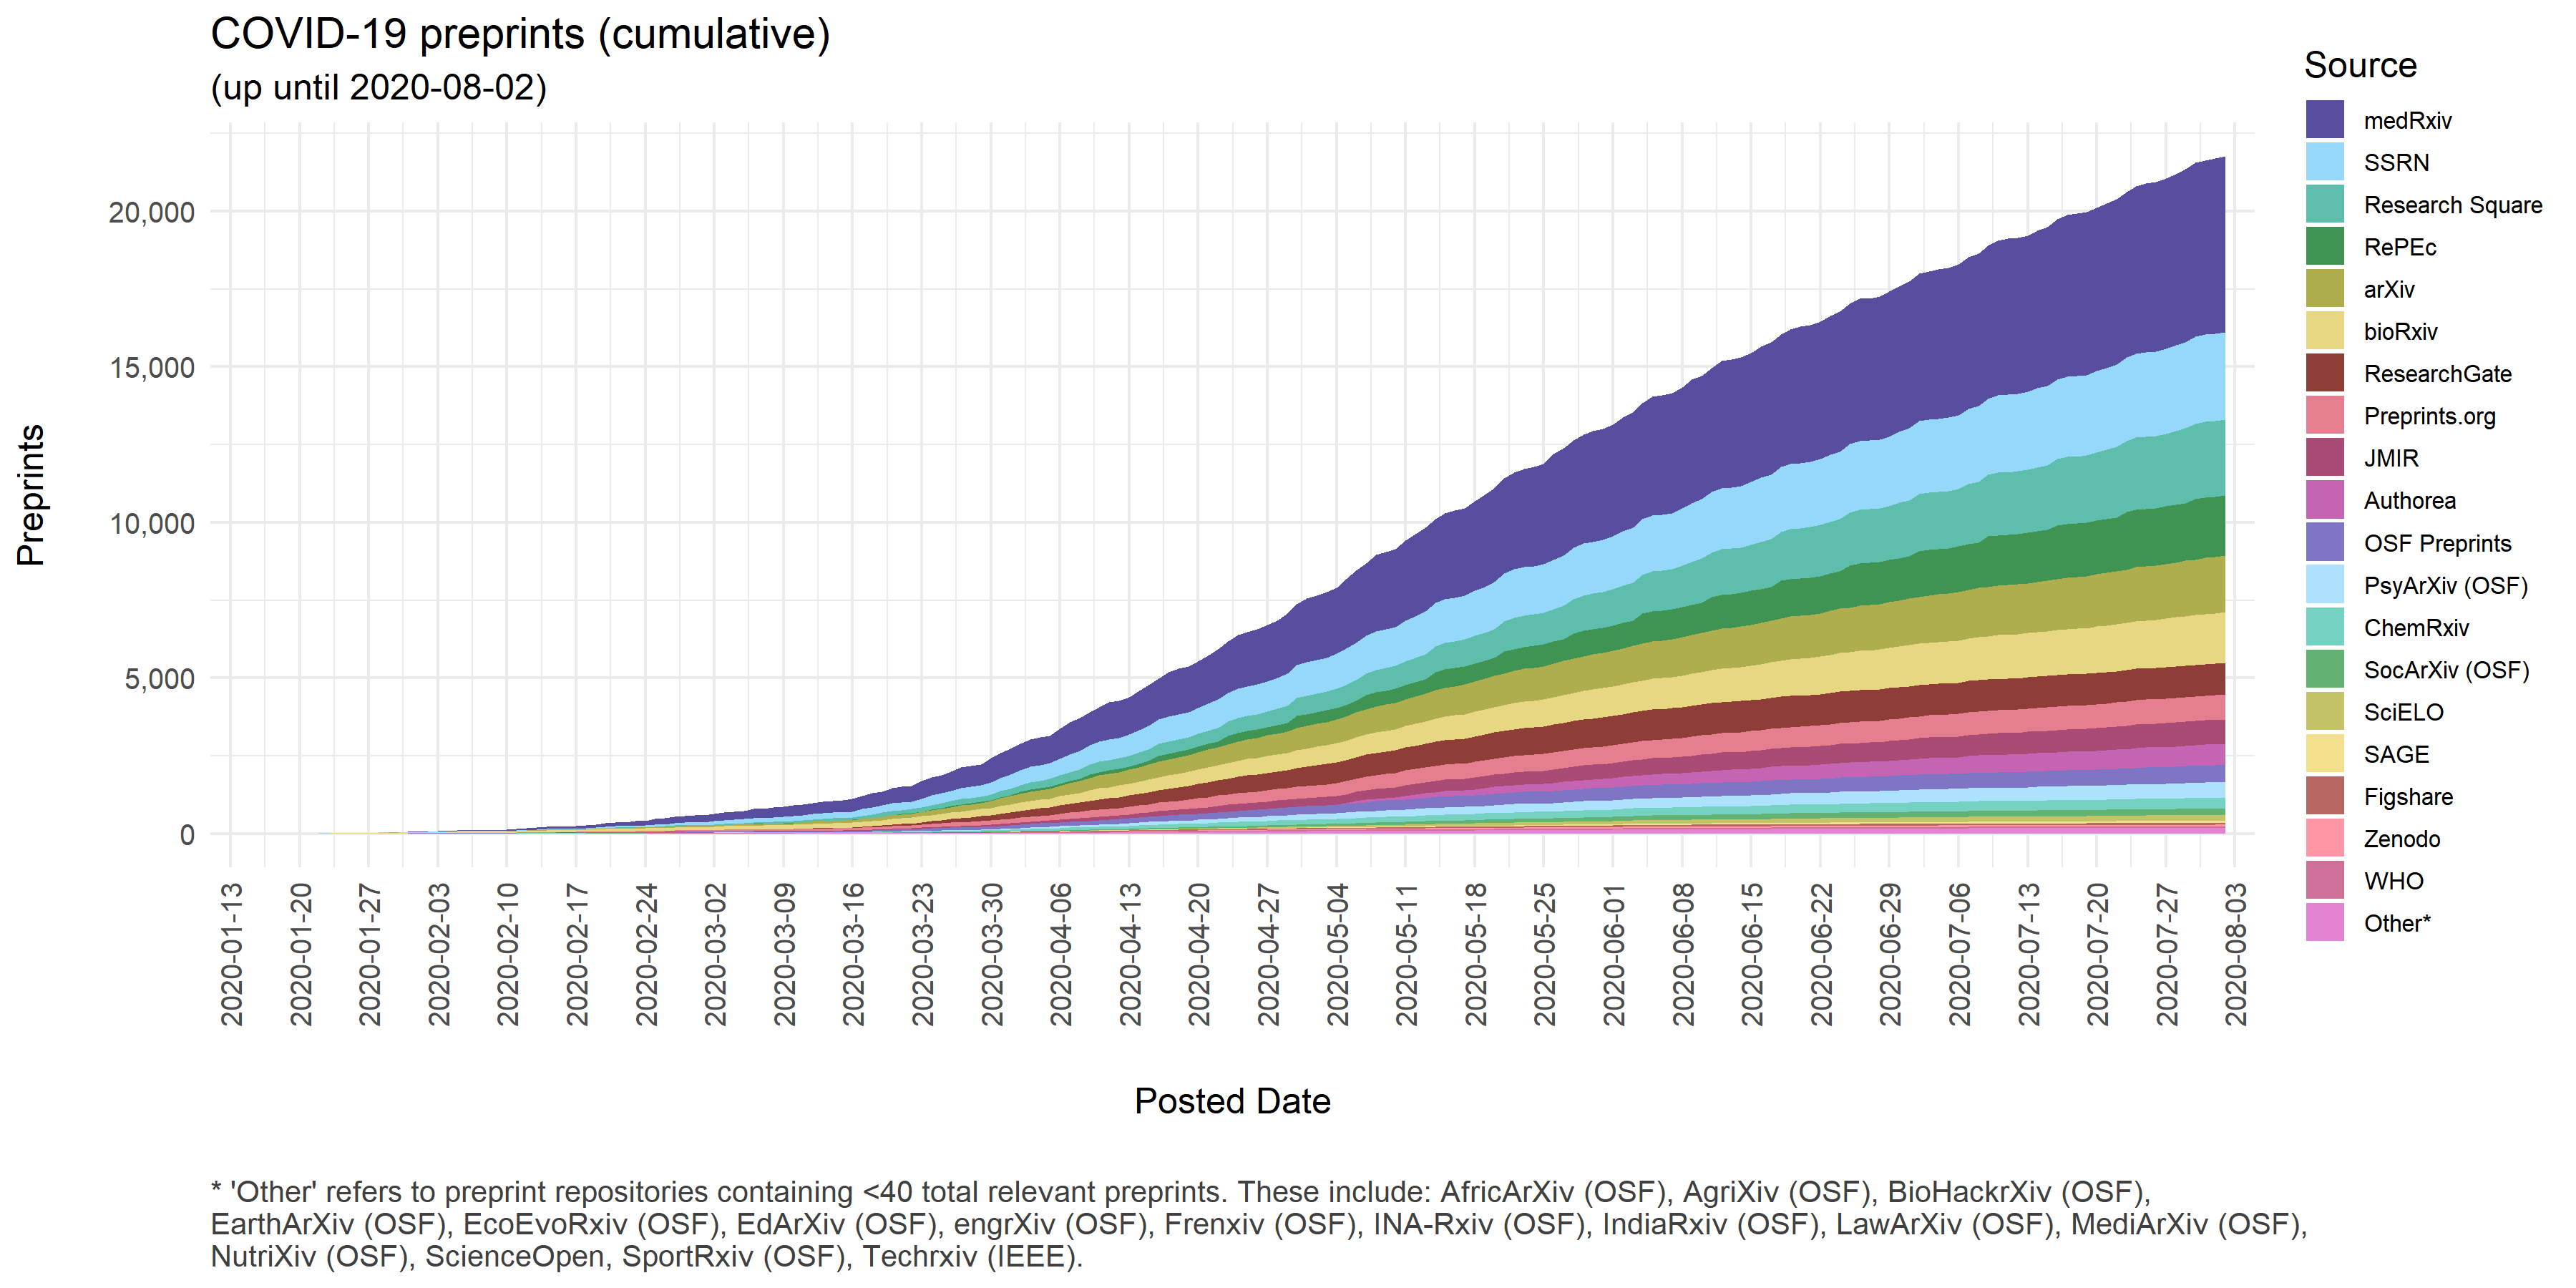 COVID-19 preprints (cumulative)
(up until 2020-08-02)
Source
medRxiv
SSRN
Research Square
RePEc
arXiv
bioRxiv
ResearchGate
Preprints.org
JMIR
Authorea
OSF Preprints
PsyArXiv (OSF)
ChemRxiv
SocArXiv (OSF)
SciELO
SAGE
Figshare
Zenodo
WHO
Other*
Preprints
20,000
15,000
10,000
5,000
0
2020-01-13
2020-01-20
2020-01-27
2020-02-03
2020-02-10
2020-02-17
2020-02-24
2020-03-02
2020-03-09
2020-03-16
2020-03-23
2020-03-30
2020-04-06
2020-04-13
2020-04-20
2020-04-27
2020-05-04
2020-05-11
2020-05-18
2020-05-25
2020-06-01
2020-06-08
2020-06-15
2020-06-22
2020-06-29
2020-07-06
2020-07-13
2020-07-20
2020-07-27
2020-08-03
Posted Date
* 'Other' refers to preprint repositories containing <40 total relevant preprints. These include: AfricArXiv (OSF), AgriXiv (OSF), BioHackrXiv (OSF),
EarthArXiv (OSF), EcoEvoRxiv (OSF), EdArXiv (OSF), engrXiv (OSF), Frenxiv (OSF), INA-Rxiv (OSF), IndiaRxiv (OSF), LawArXiv (OSF), MediArXiv (OSF),
NutriXiv (OSF), ScienceOpen, SportRxiv (OSF), Techrxiv (IEEE).